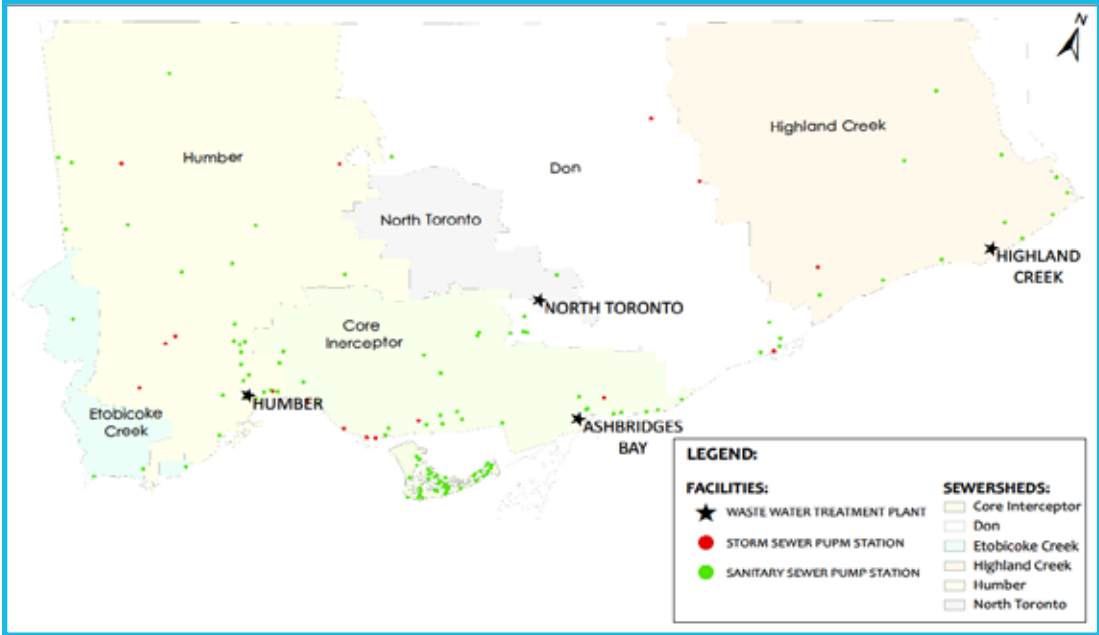 N
Highland Creek
Humber
Don
North Toronto
HIGHLAND
CREEK
NORTH TORONTO
Core
Inerceptor
HUMBER
Etobicoke
Creek
ASHBRIDGES
BAY
LEGEND:
FACILITIES:
WASTE WATER TREATMENT PLANT
STORM SEWER PUPM STATION
SANITARY SEWER PUMP STATION
SEWERSHEDS:
Core Interceptor
Don
Etobicoke Creek
Highland Creek
Humber
North Toronto